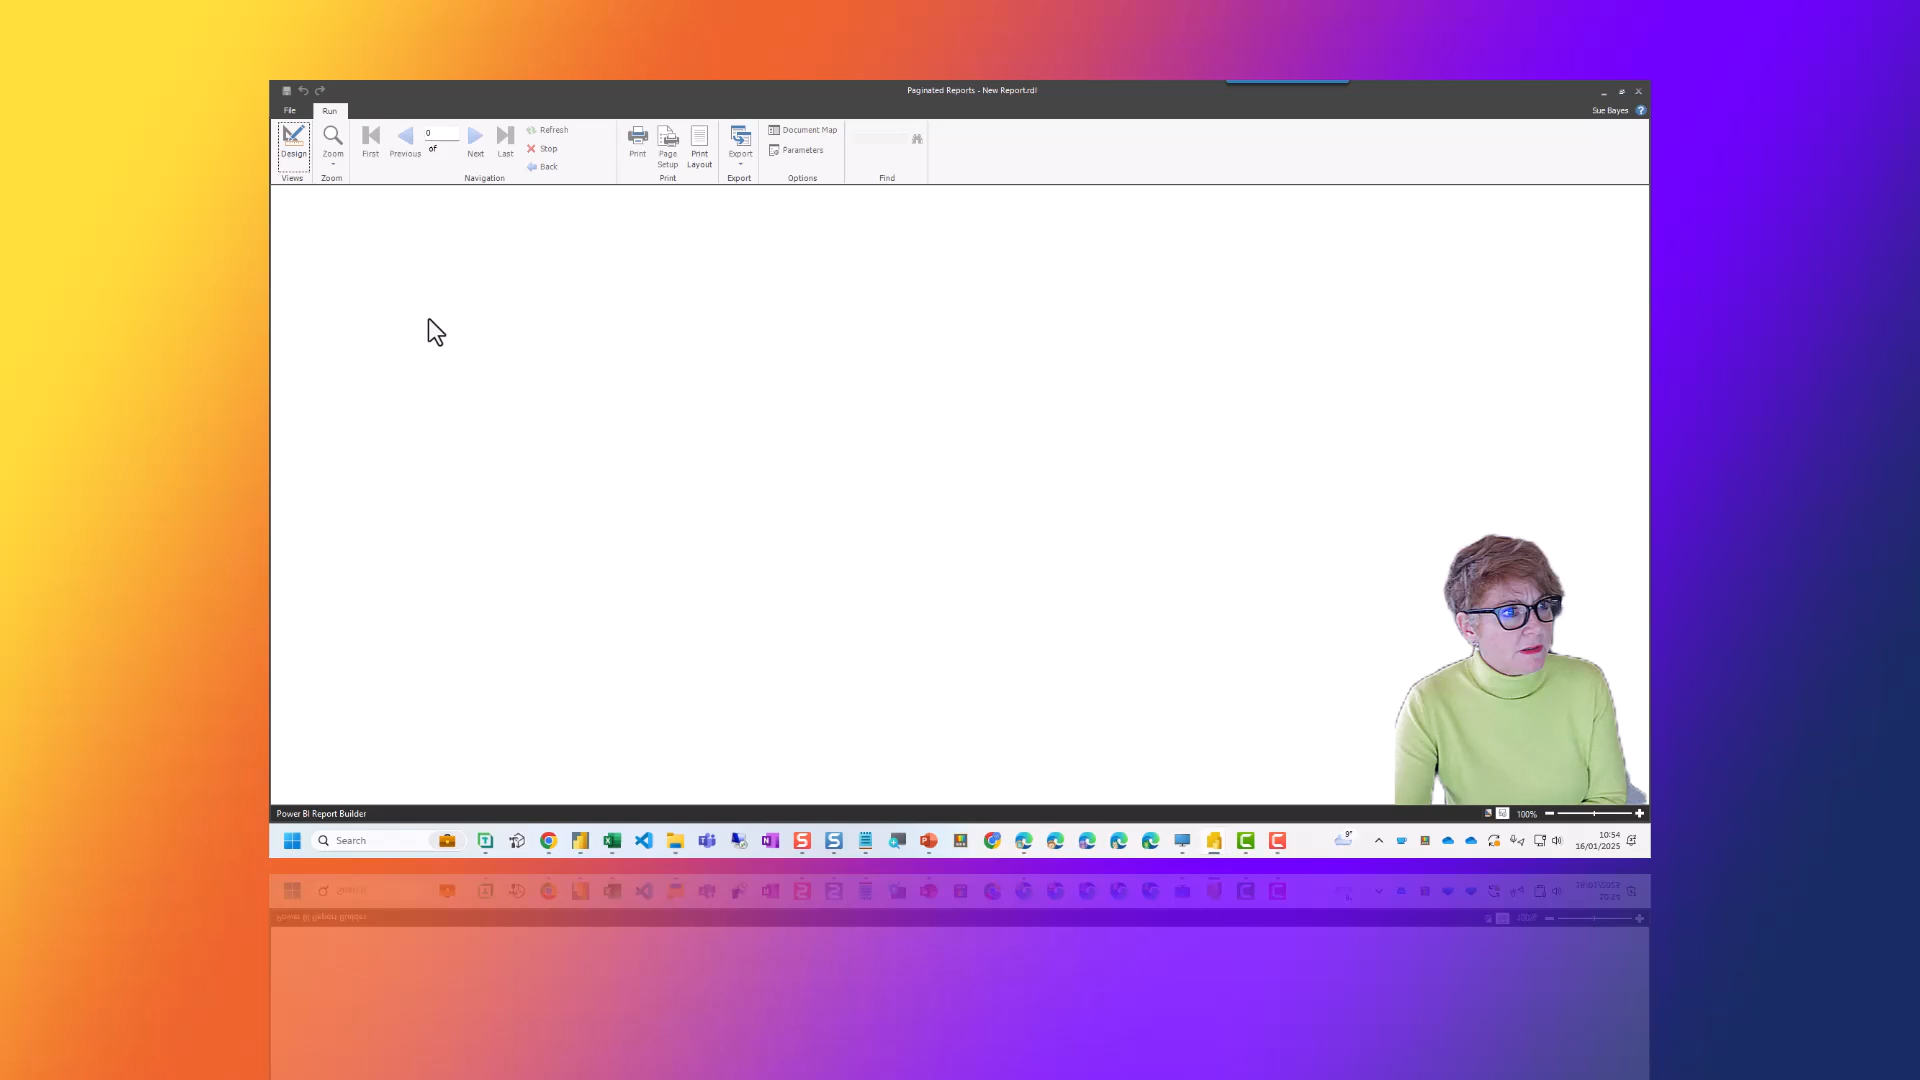 Paginated Reports - New Report.rdl
File
Run
Sue Bayes
Design
Zoom
First
Previous
0
of
Next
Last
Refresh
Stop
Back
Print
Page Setup
Print Layout
Export
Document Map
Parameters
Views
Zoom
Navigation
Print
Export
Options
Find
Power BI Report Builder
100%
Search
9°
10:54
16/01/2025